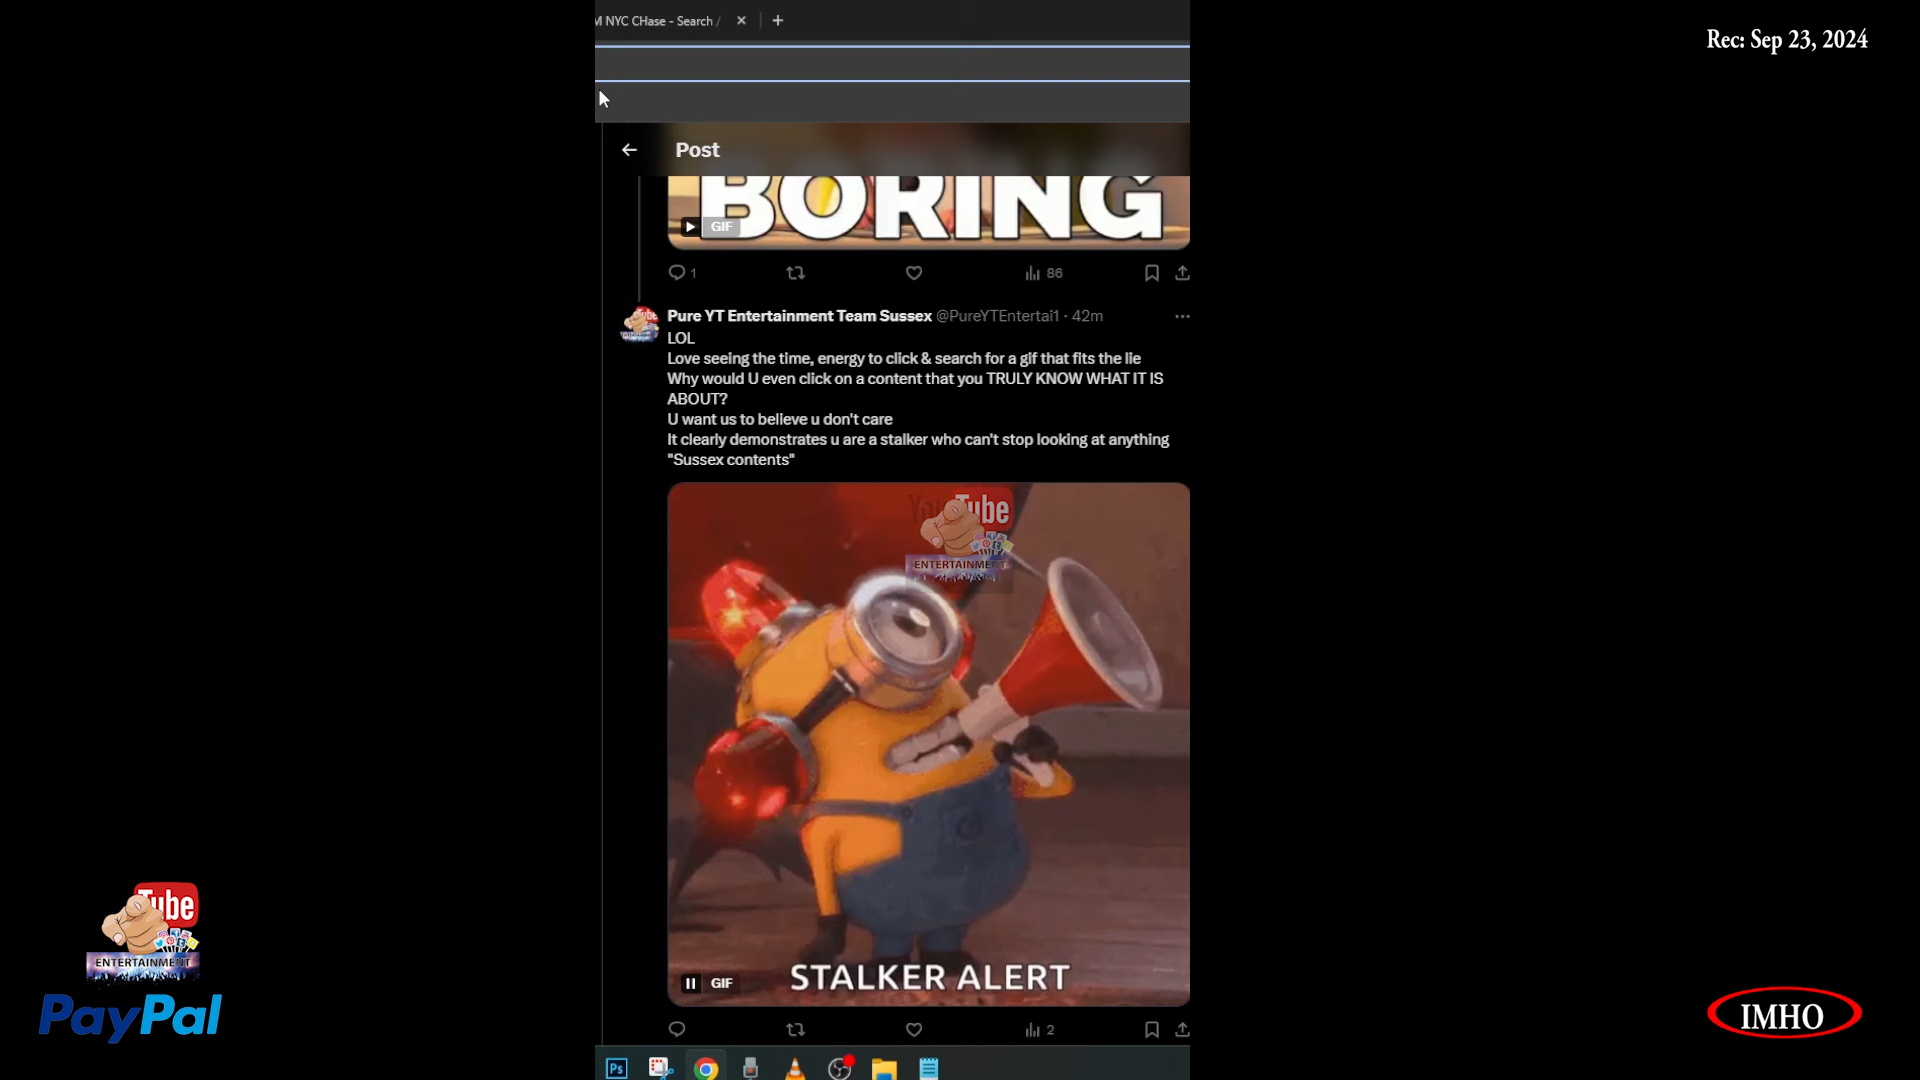 M NYC CHase - Search /
Rec: Sep 23, 2024
Post
BORING
GIF
1
86
Pure YT Entertainment Team Sussex @PureYTEntertai1 · 42m
LOL
Love seeing the time, energy to click & search for a gif that fits the lie
Why would U even click on a content that you TRULY KNOW WHAT IT IS
ABOUT?
U want us to believe u don't care
It clearly demonstrates u are a stalker who can't stop looking at anything
"Sussex contents"
YouTube
ENTERTAINMENT
STALKER ALERT
GIF
2
Tube
ENTERTAINMENT
PayPal
IMHO
Ps